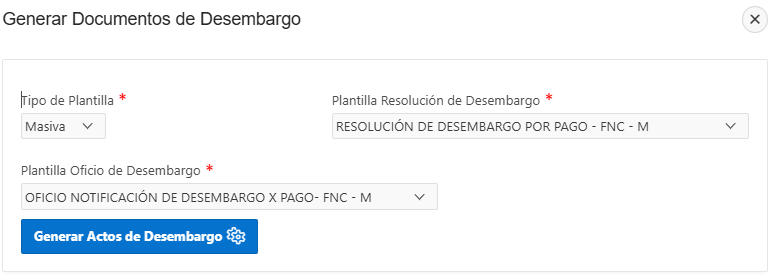 Generar Documentos de Desembargo
Tipo de Plantilla *
Plantilla Resolución de Desembargo *
Masiva
RESOLUCIÓN DE DESEMBARGO POR PAGO - FNC - M
Plantilla Oficio de Desembargo *
OFICIO NOTIFICACIÓN DE DESEMBARGO X PAGO- FNC - M
Generar Actos de Desembargo